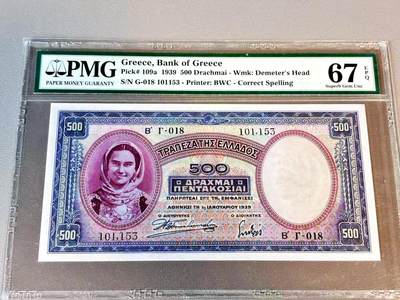 PMG
PAPER MONEY GUARANTY
Greece, Bank of Greece
Pick# 109a 1939 500 Drachmai - Wmk: Demeter's Head
S/N G-018 101153 - Printer: BWC - Correct Spelling
67 EPQ
Superb Gem Unc
500
Β' Γ-018
101,153
ΤΡΑΠΕΖΑ ΤΗΣ ΕΛΛΑΔΟΣ
500
ΔΡΑΧΜΑΙ
ΠΕΝΤΑΚΟΣΙΑΙ
ΠΛΗΡΩΤΕΑΙ ΕΠΙ ΤΗ ΕΜΦΑΝΙΣΕΙ
ΑΘΗΝΑΙ ΤΗ 1η ΙΑΝΟΥΑΡΙΟΥ 1939
Ο ΔΙΟΙΚΗΤΗΣ
101,153
Β' Γ-018
500
500